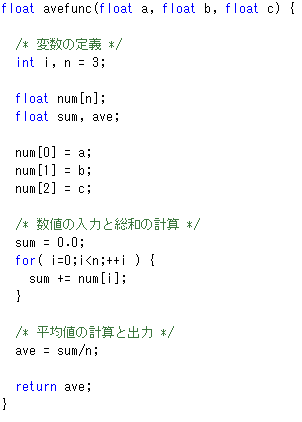 float avefunc(float a, float b, float c) {
/* 変数の定義 */
int i, n = 3;
float num[n];
float sum, ave;
num[0] = a;
num[1] = b;
num[2] = c;
/* 数値の入力と総和の計算 */
sum = 0.0;
for( i=0;i<n;++i ) {
sum += num[i];
}
/* 平均値の計算と出力 */
ave = sum/n;
return ave;
}